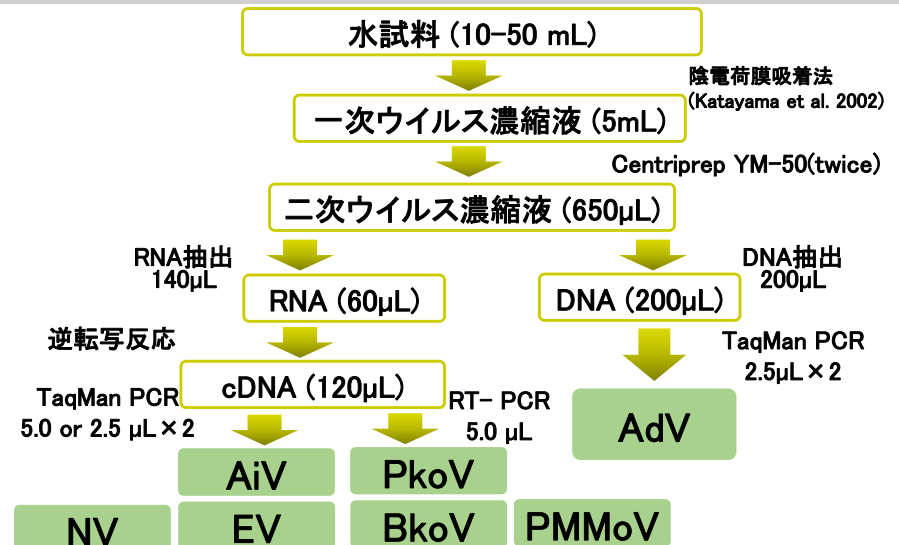 水試料 (10-50 mL)
陰電荷膜吸着法
(Katayama et al. 2002)
一次ウイルス濃縮液 (5mL)
Centriprep YM-50(twice)
二次ウイルス濃縮液 (650μL)
RNA抽出
140μL
DNA抽出
200μL
RNA (60μL)
DNA (200μL)
逆転写反応
TaqMan PCR
2.5μL×2
cDNA (120μL)
TaqMan PCR
5.0 or 2.5 μL×2
RT- PCR
5.0 μL
AdV
AiV
PkoV
NV
EV
BkoV
PMMoV